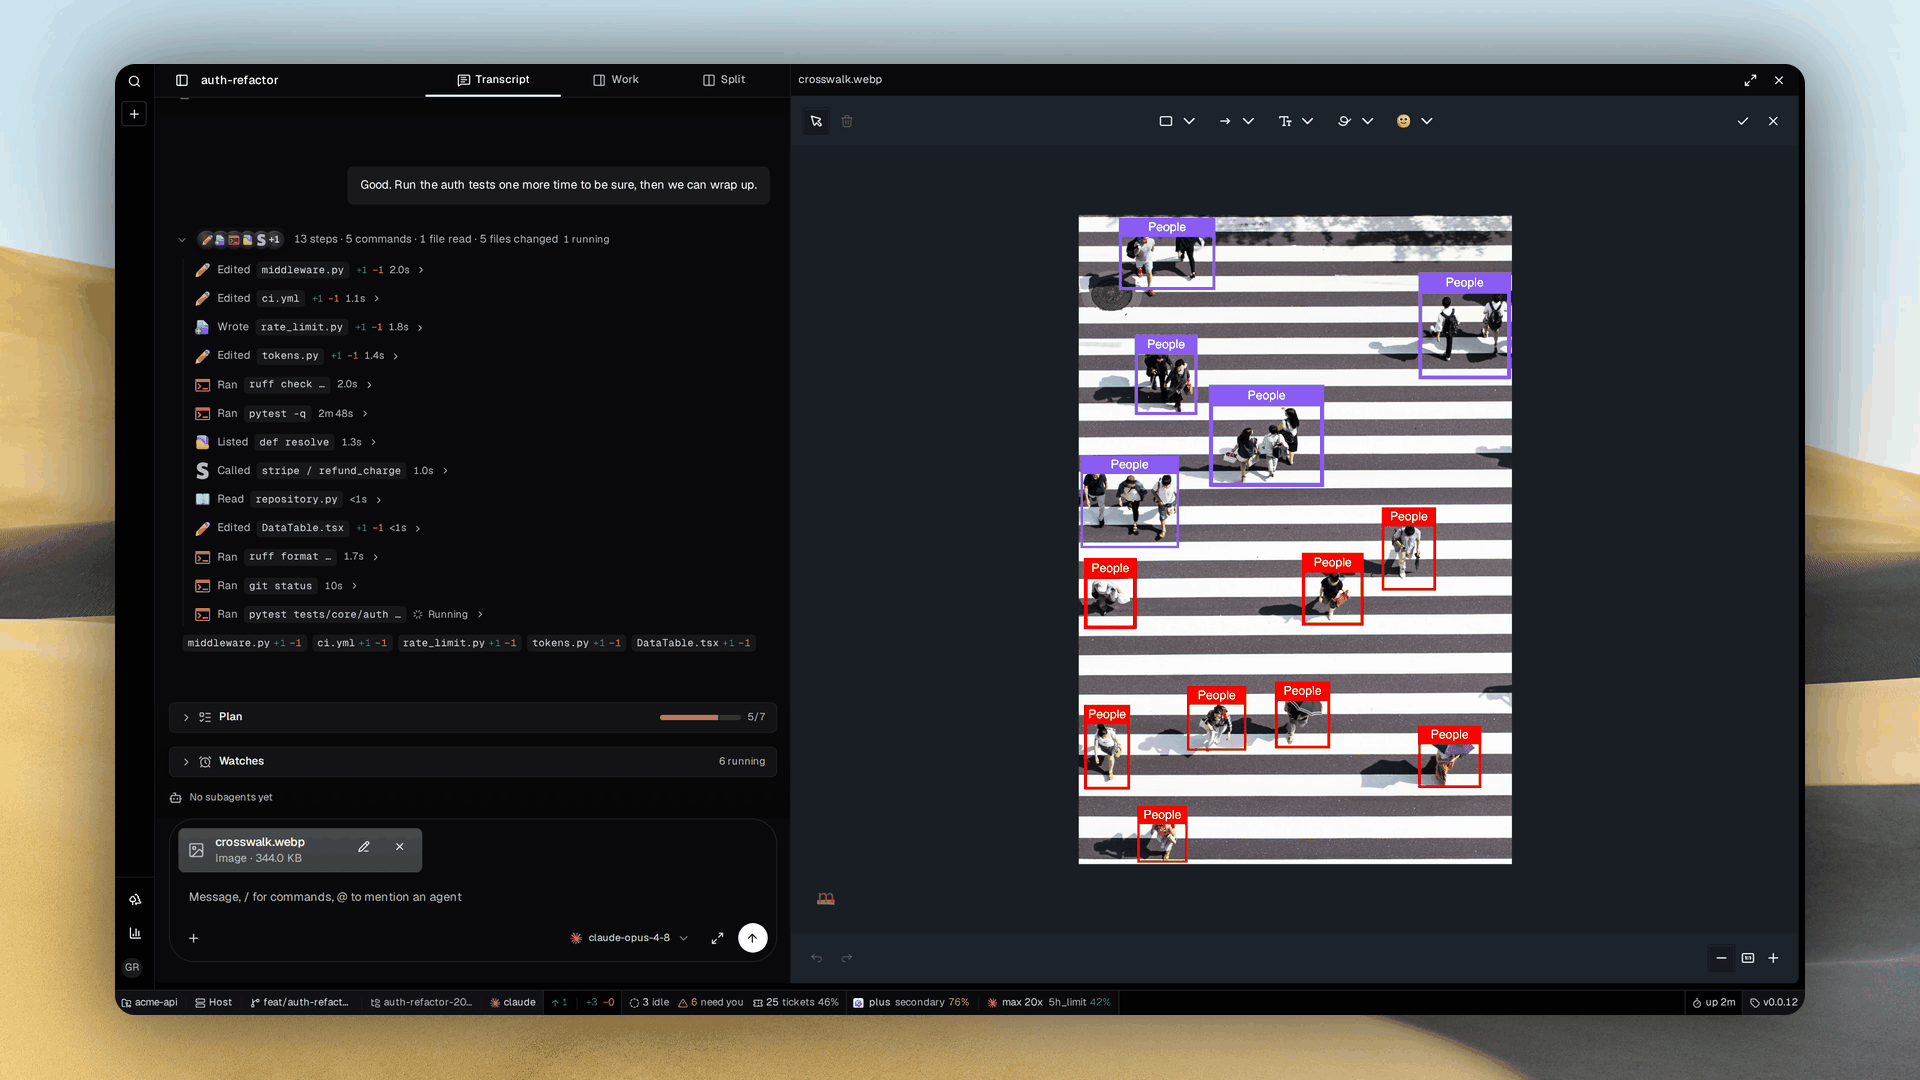 auth-refactor
Transcript
Work
Split
crosswalk.webp
Good. Run the auth tests one more time to be sure, then we can wrap up.
+1 13 steps · 5 commands · 1 file read · 5 files changed 1 running
Edited middleware.py +1 −1 2.0s
Edited ci.yml +1 −1 1.1s
Wrote rate_limit.py +1 −1 1.8s
Edited tokens.py +1 −1 1.4s
Ran ruff check … 2.0s
Ran pytest -q 2m 48s
Listed def resolve 1.3s
Called stripe / refund_charge 1.0s
Read repository.py <1s
Edited DataTable.tsx +1 −1 <1s
Ran ruff format … 1.7s
Ran git status 10s
Ran pytest tests/core/auth … Running
middleware.py +1 −1 ci.yml +1 −1 rate_limit.py +1 −1 tokens.py +1 −1 DataTable.tsx +1 −1
Plan 5/7
Watches 6 running
No subagents yet
crosswalk.webp
Image · 344.0 KB
Message, / for commands, @ to mention an agent
claude-opus-4-8
GR
People
People
People
People
People
People
People
People
People
People
People
People
People
acme-api Host feat/auth-refact… auth-refactor-20… claude ↑ 1 +3 −0 3 idle 6 need you 25 tickets 46% plus secondary 76% max 20x 5h_limit 42% up 2m v0.0.12